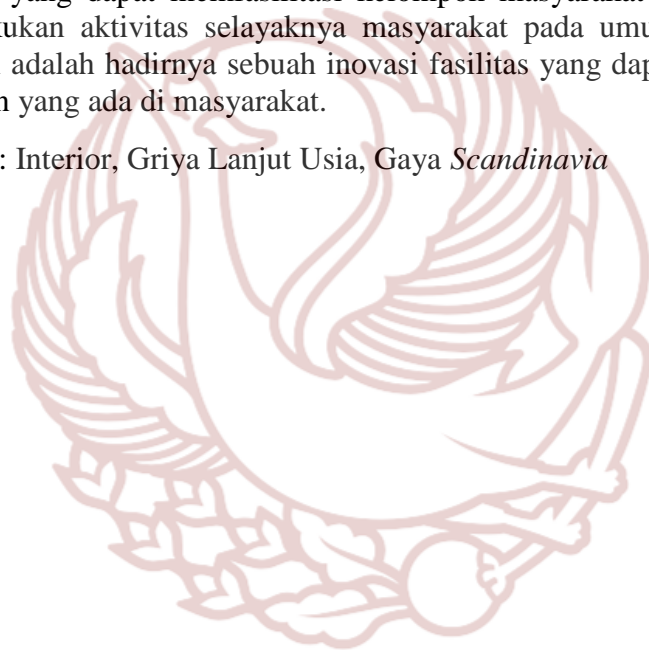 yang dapat memfasilitasi kelompok masyarakat
kukan aktivitas selayaknya masyarakat pada umu
adalah hadirnya sebuah inovasi fasilitas yang dap
n yang ada di masyarakat.
: Interior, Griya Lanjut Usia, Gaya Scandinavia